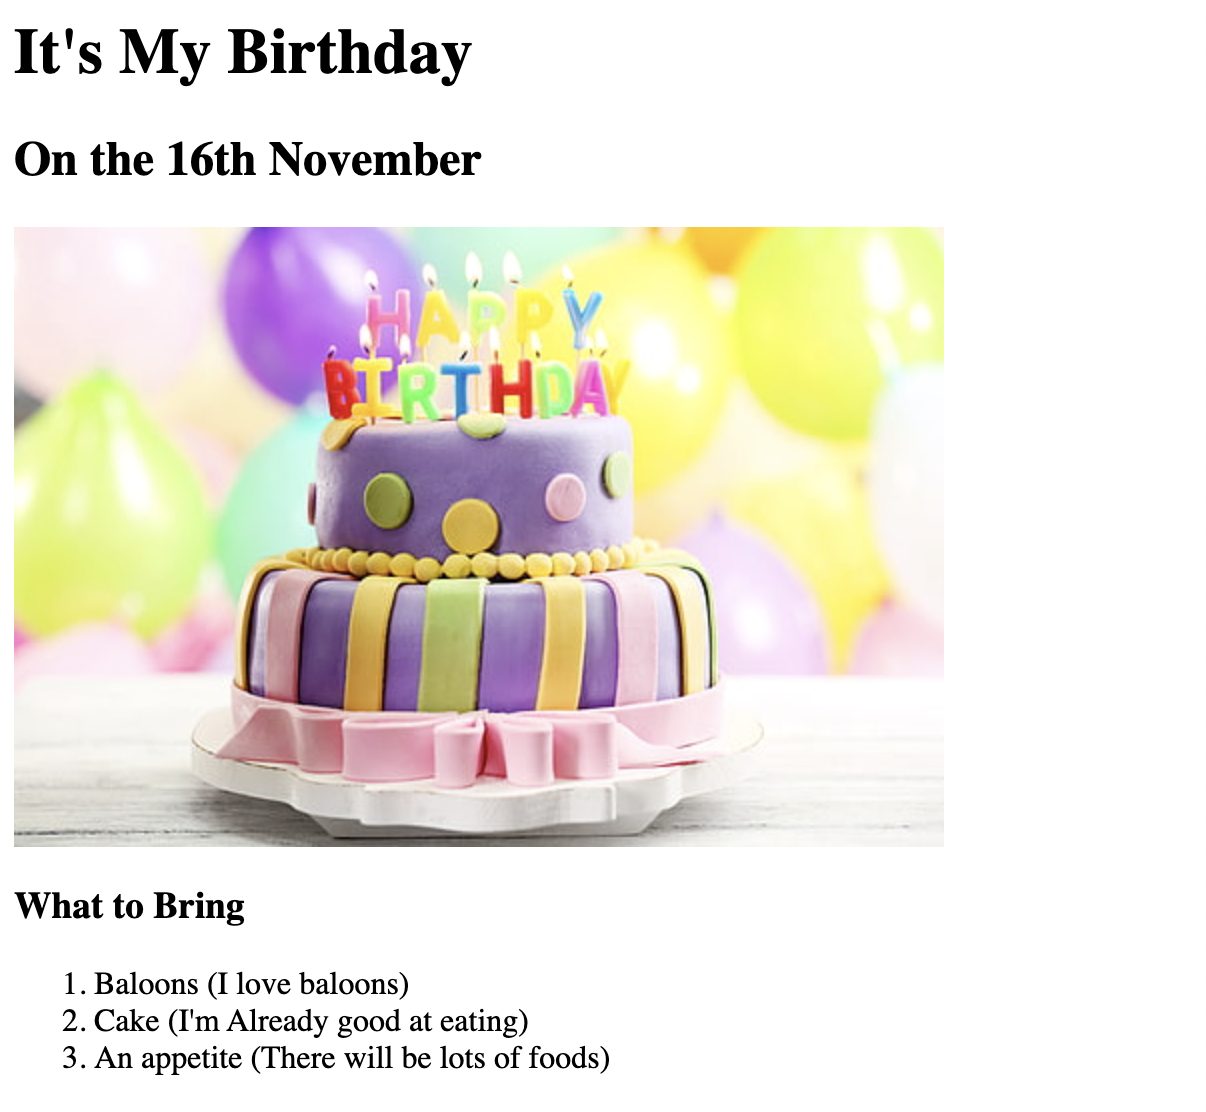 It's My Birthday
On the 16th November
HAPPY
BIRTHDAY
What to Bring
1. Baloons (I love baloons)
2. Cake (I'm Already good at eating)
3. An appetite (There will be lots of foods)